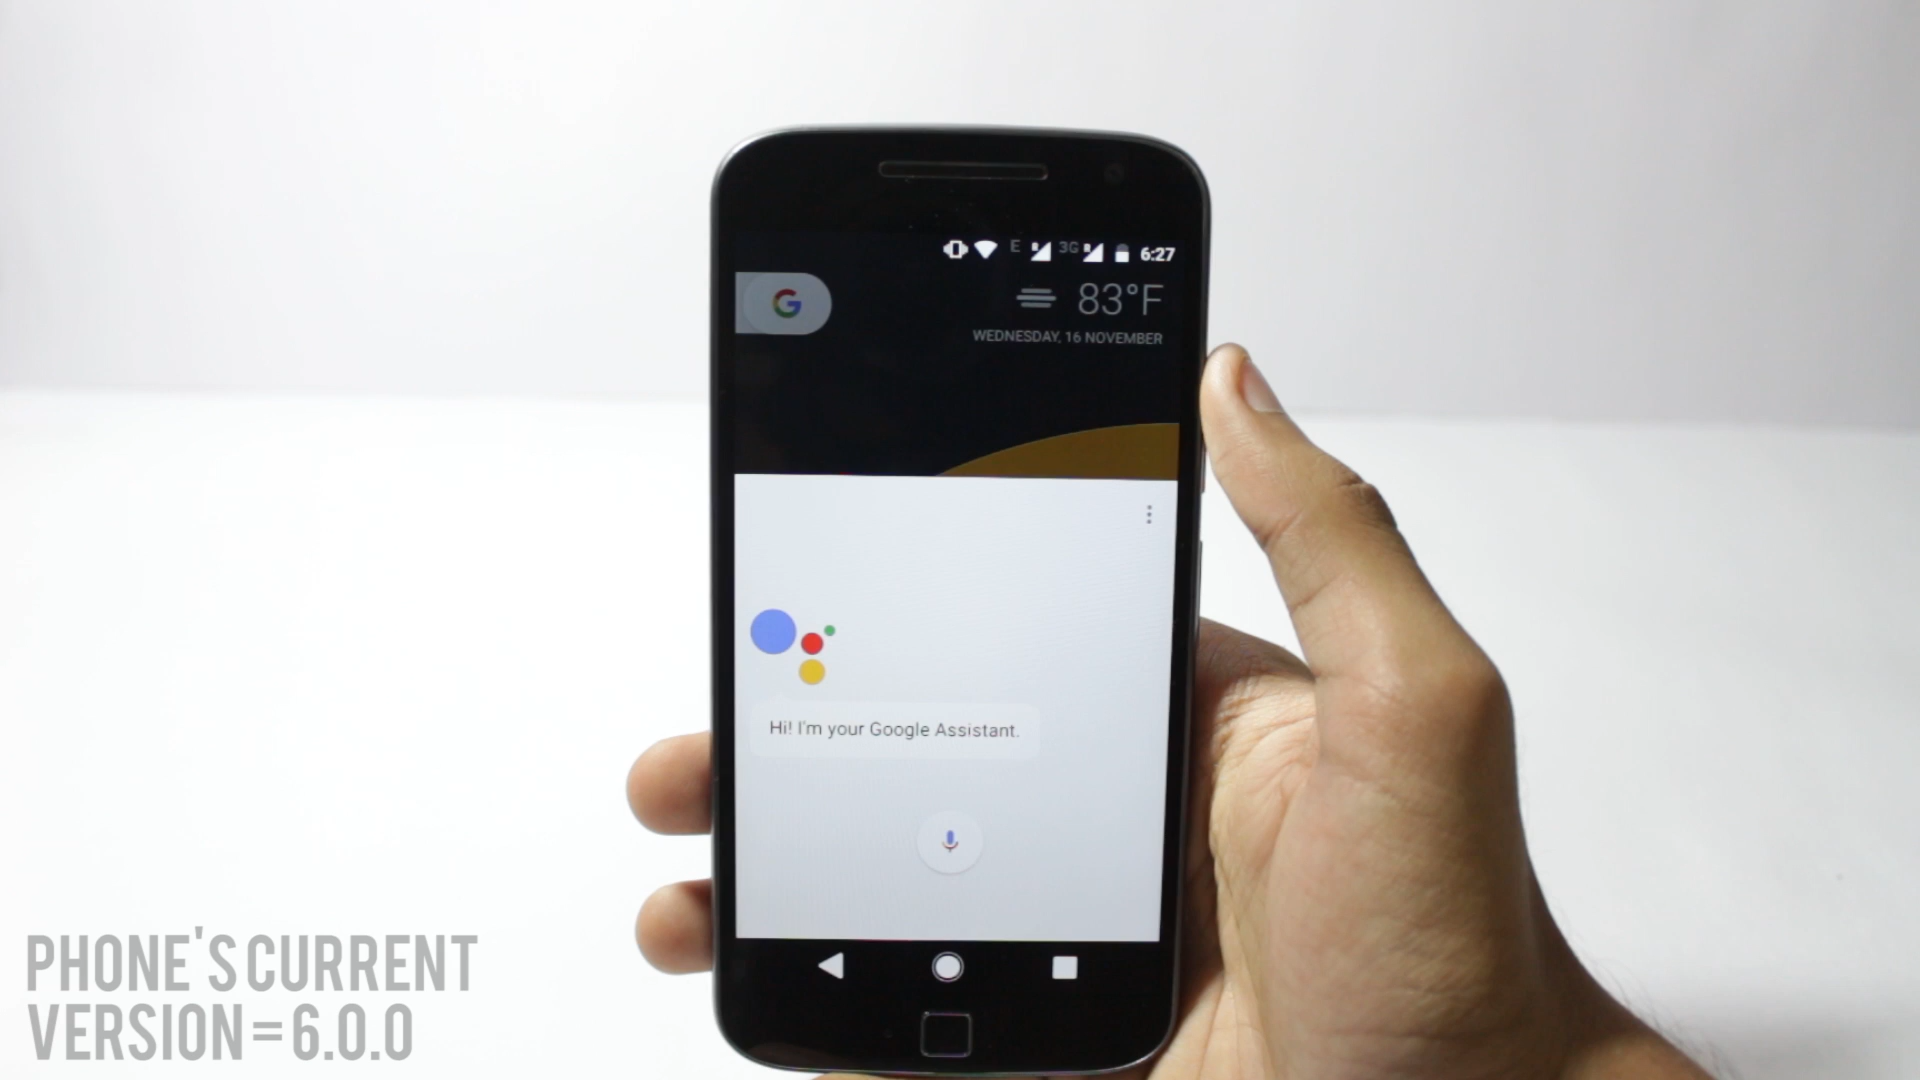 E 3G 6:27
G 83°F
WEDNESDAY, 16 NOVEMBER
Hi! I'm your Google Assistant.
PHONE'S CURRENT
VERSION = 6.0.0